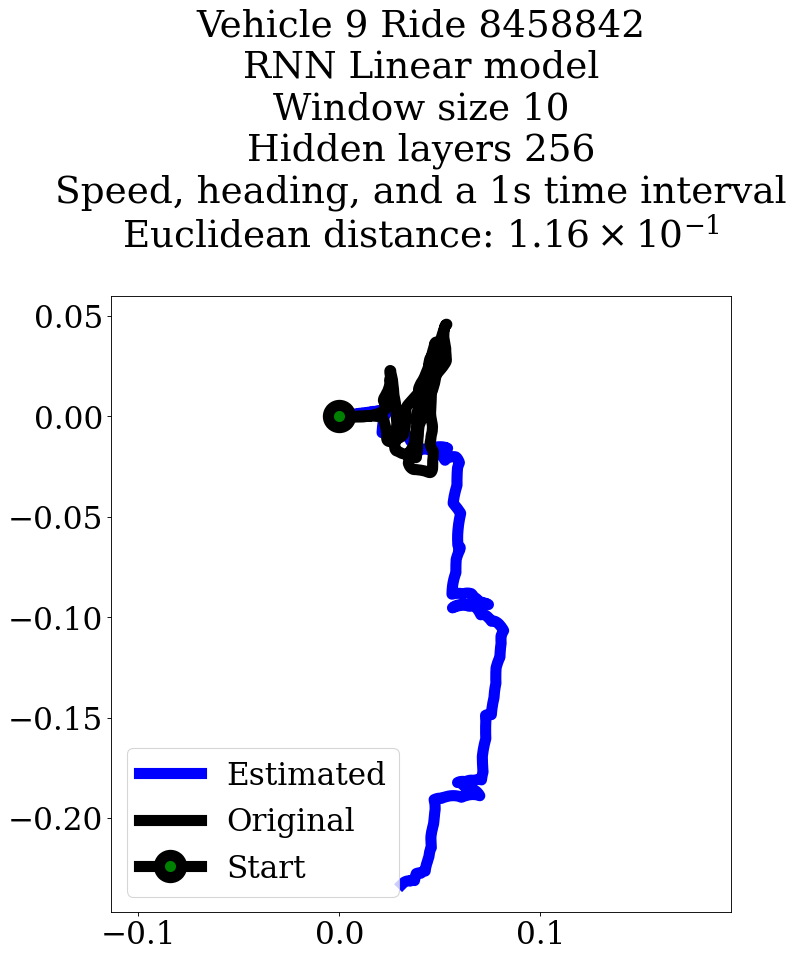 Vehicle 9 Ride 8458842
RNN Linear model
Window size 10
Hidden layers 256
Speed, heading, and a 1s time interval
Euclidean distance: 1.16 × 10⁻¹
0.05
0.00
−0.05
−0.10
−0.15
−0.20
Estimated
Original
Start
−0.1
0.0
0.1